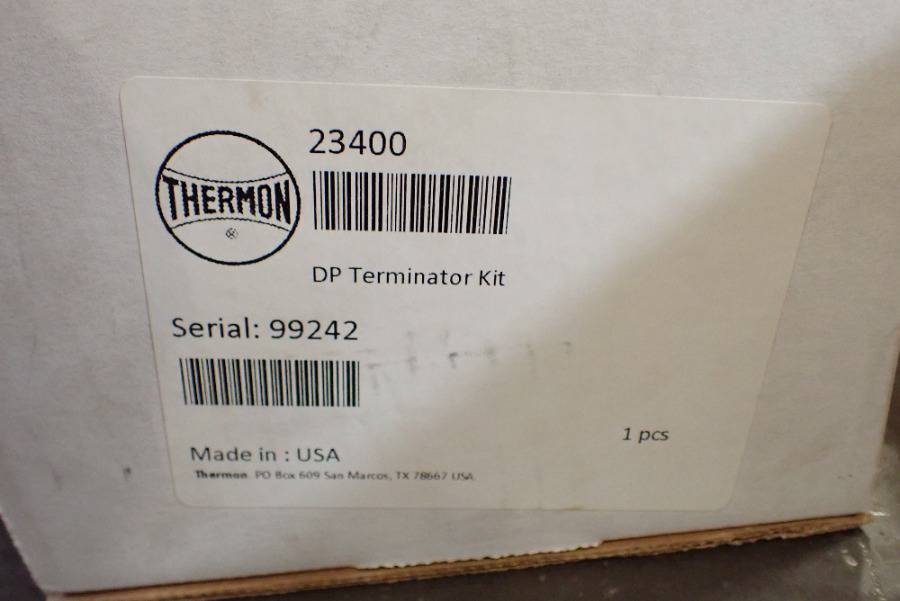 THERMON
®
23400
DP Terminator Kit
Serial: 99242
1 pcs
Made in : USA
Thermon. PO Box 609 San Marcos, TX 78667 USA